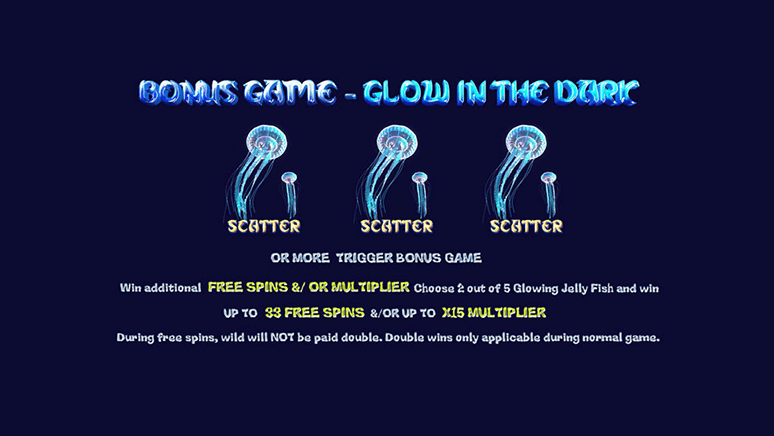 BONUS GAME - GLOW IN THE DARK
SCATTER SCATTER SCATTER
OR MORE TRIGGER BONUS GAME
Win additional FREE SPINS &/ OR MULTIPLIER Choose 2 out of 5 Glowing Jelly Fish and win
UP TO 33 FREE SPINS &/OR UP TO X15 MULTIPLIER
During free spins, wild will NOT be paid double. Double wins only applicable during normal game.